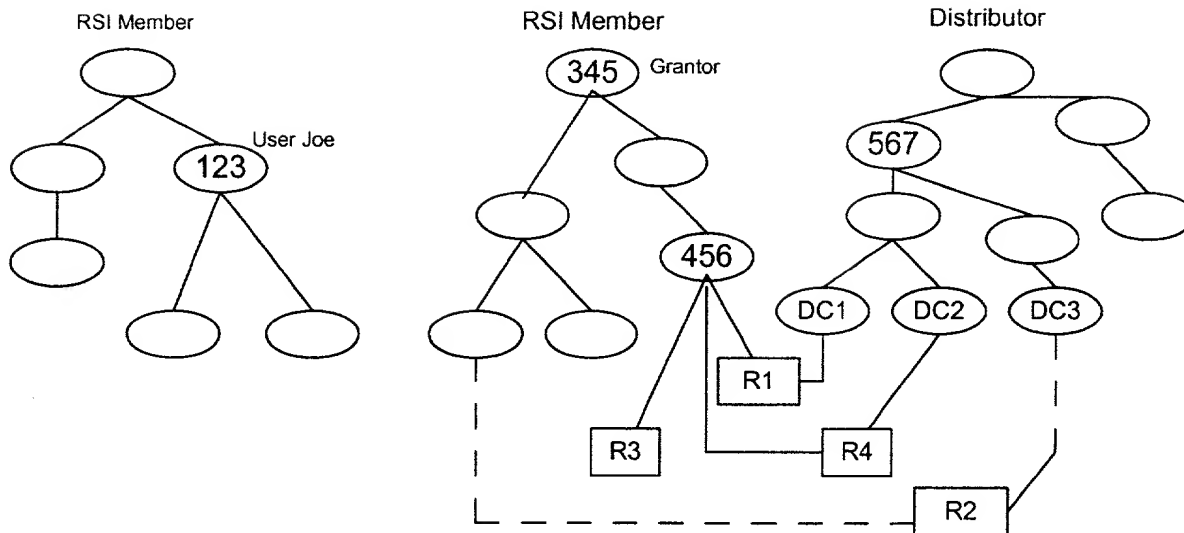 RSI Member
RSI Member
Distributor
345
Grantor
User Joe
123
567
456
DC1
DC2
DC3
R1
R3
R4
R2